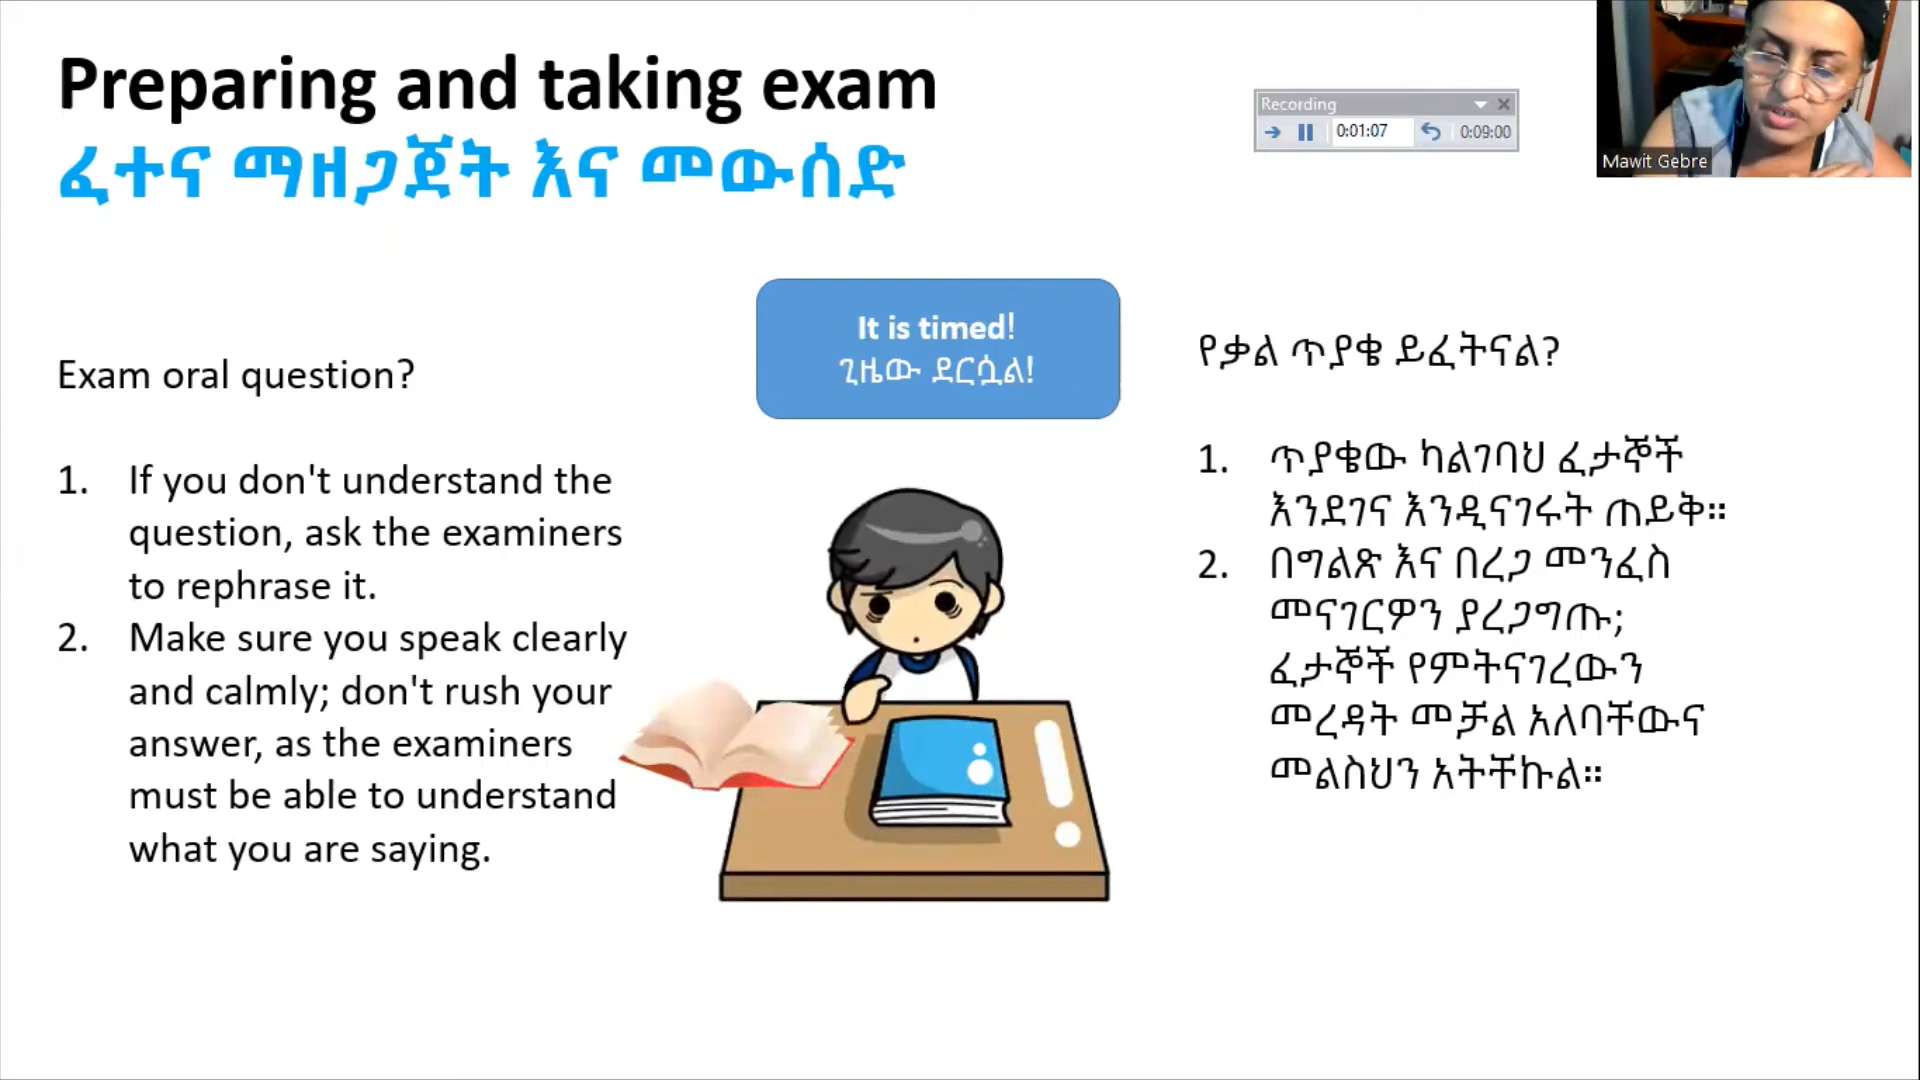 Preparing and taking exam
ፈተና ማዘጋጀት እና መውሰድ
Recording
0:01:07
0:09:00
Mawit Gebre
It is timed!
ጊዜው ደርሷል!
Exam oral question?
1. If you don't understand the
question, ask the examiners
to rephrase it.
2. Make sure you speak clearly
and calmly; don't rush your
answer, as the examiners
must be able to understand
what you are saying.
የቃል ጥያቄ ይፈትናል?
1. ጥያቄው ካልገባህ ፈታኞች
እንደገና እንዲናገሩት ጠይቅ።
2. በግልጽ እና በረጋ መንፈስ
መናገርዎን ያረጋግጡ;
ፈታኞች የምትናገረውን
መረዳት መቻል አለባቸውና
መልስህን አትቸኩል።